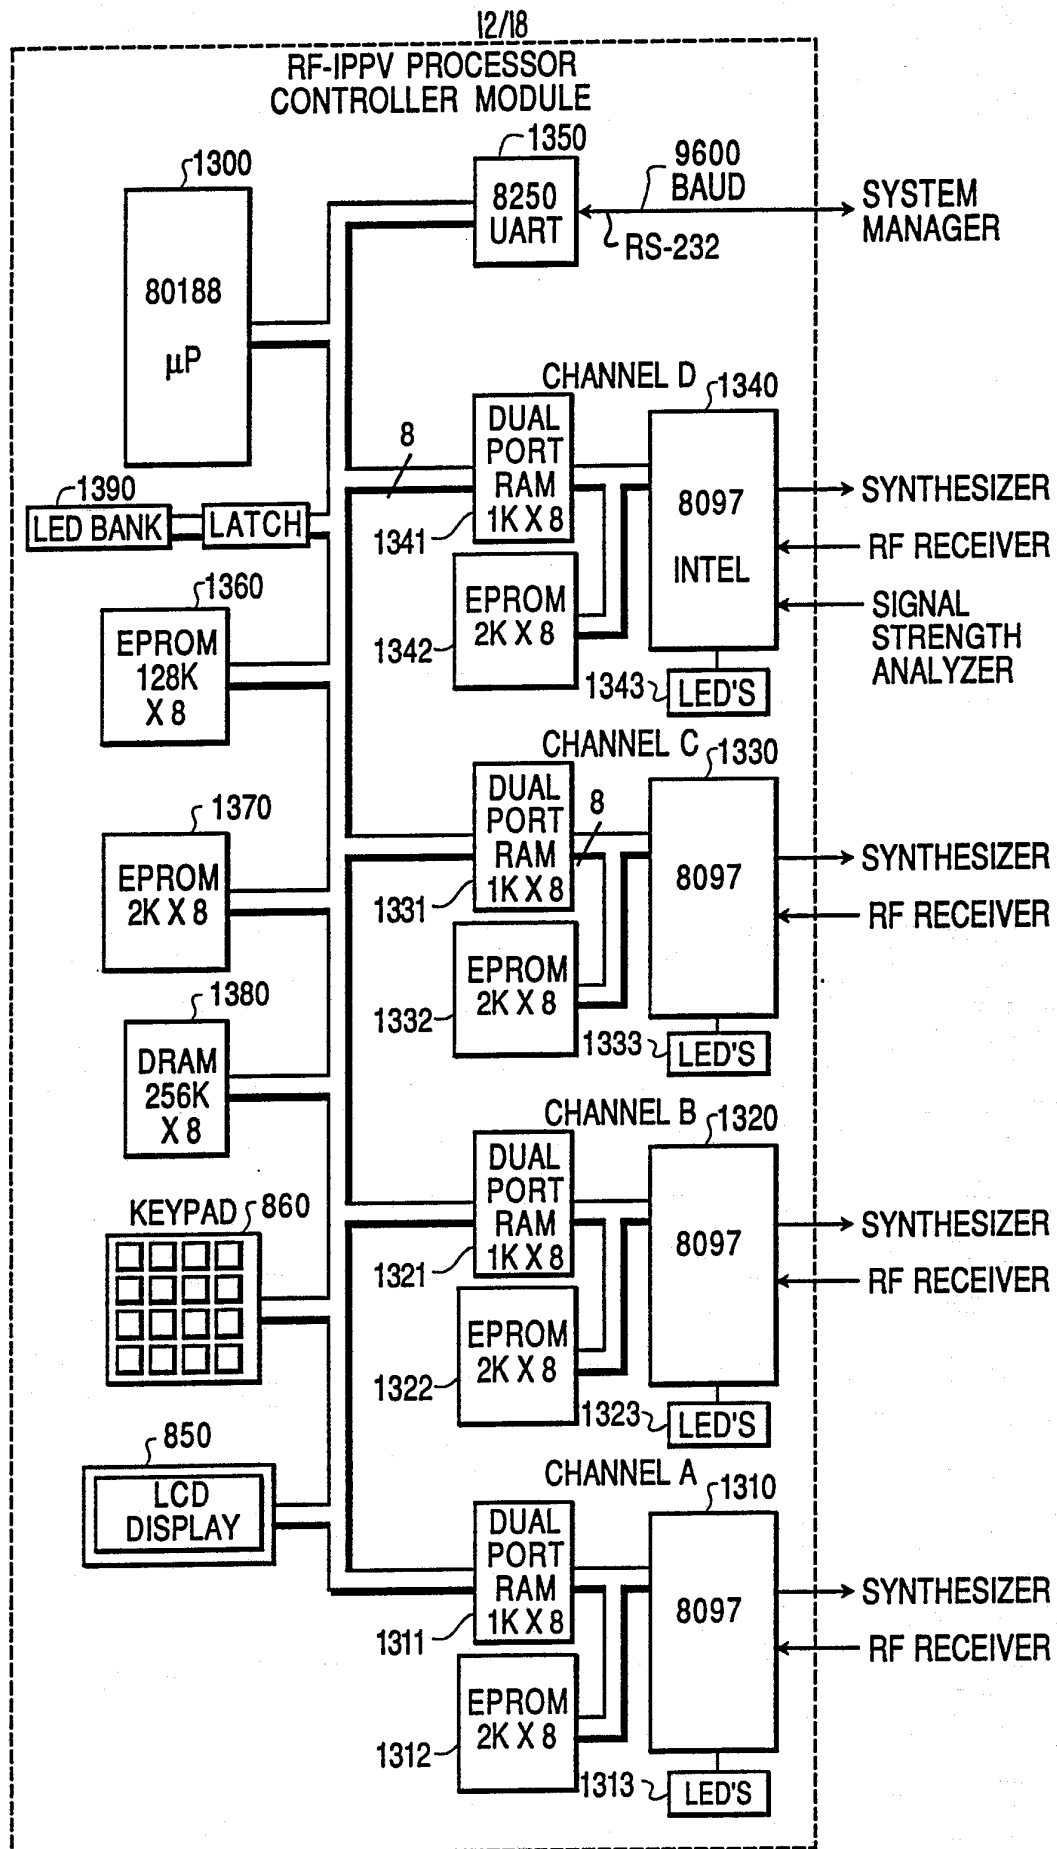 12/18
RF-IPPV PROCESSOR
CONTROLLER MODULE
1300
80188
µP
1350
8250
UART
9600
BAUD
RS-232
SYSTEM
MANAGER
1390
LED BANK
LATCH
8
CHANNEL D
1340
DUAL
PORT
RAM
1K X 8
1341
8097
INTEL
SYNTHESIZER
RF RECEIVER
SIGNAL
STRENGTH
ANALYZER
EPROM
2K X 8
1342
1343
LED'S
1360
EPROM
128K
X 8
CHANNEL C
1330
DUAL
PORT
RAM
1K X 8
8
1331
8097
SYNTHESIZER
RF RECEIVER
EPROM
2K X 8
1332
1333
LED'S
1370
EPROM
2K X 8
1380
DRAM
256K
X 8
CHANNEL B
1320
DUAL
PORT
RAM
1K X 8
1321
8097
SYNTHESIZER
RF RECEIVER
EPROM
2K X 8
1322
1323
LED'S
KEYPAD
860
850
LCD
DISPLAY
CHANNEL A
1310
DUAL
PORT
RAM
1K X 8
1311
8097
SYNTHESIZER
RF RECEIVER
EPROM
2K X 8
1312
1313
LED'S